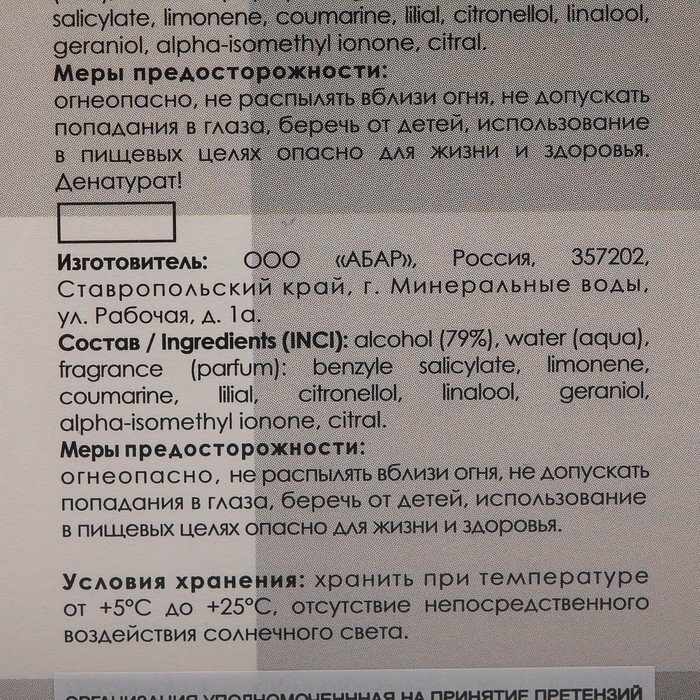 salicylate, limonene, coumarine, lilial, citronellol, linalool,
geraniol, alpha-isomethyl ionone, citral.
Меры предосторожности:
огнеопасно, не распылять вблизи огня, не допускать
попадания в глаза, беречь от детей, использование
в пищевых целях опасно для жизни и здоровья.
Денатурат!
Изготовитель: ООО «АБАР», Россия, 357202,
Ставропольский край, г. Минеральные воды,
ул. Рабочая, д. 1а.
Состав / Ingredients (INCI): alcohol (79%), water (aqua),
fragrance (parfum): benzyle salicylate, limonene,
coumarine, lilial, citronellol, linalool, geraniol,
alpha-isomethyl ionone, citral.
Меры предосторожности:
огнеопасно, не распылять вблизи огня, не допускать
попадания в глаза, беречь от детей, использование
в пищевых целях опасно для жизни и здоровья.
Условия хранения: хранить при температуре
от +5°С до +25°С, отсутствие непосредственного
воздействия солнечного света.
ОРГАНИЗАЦИЯ УПОЛНОМОЧЕННАЯ НА ПРИНЯТИЕ ПРЕТЕНЗИЙ